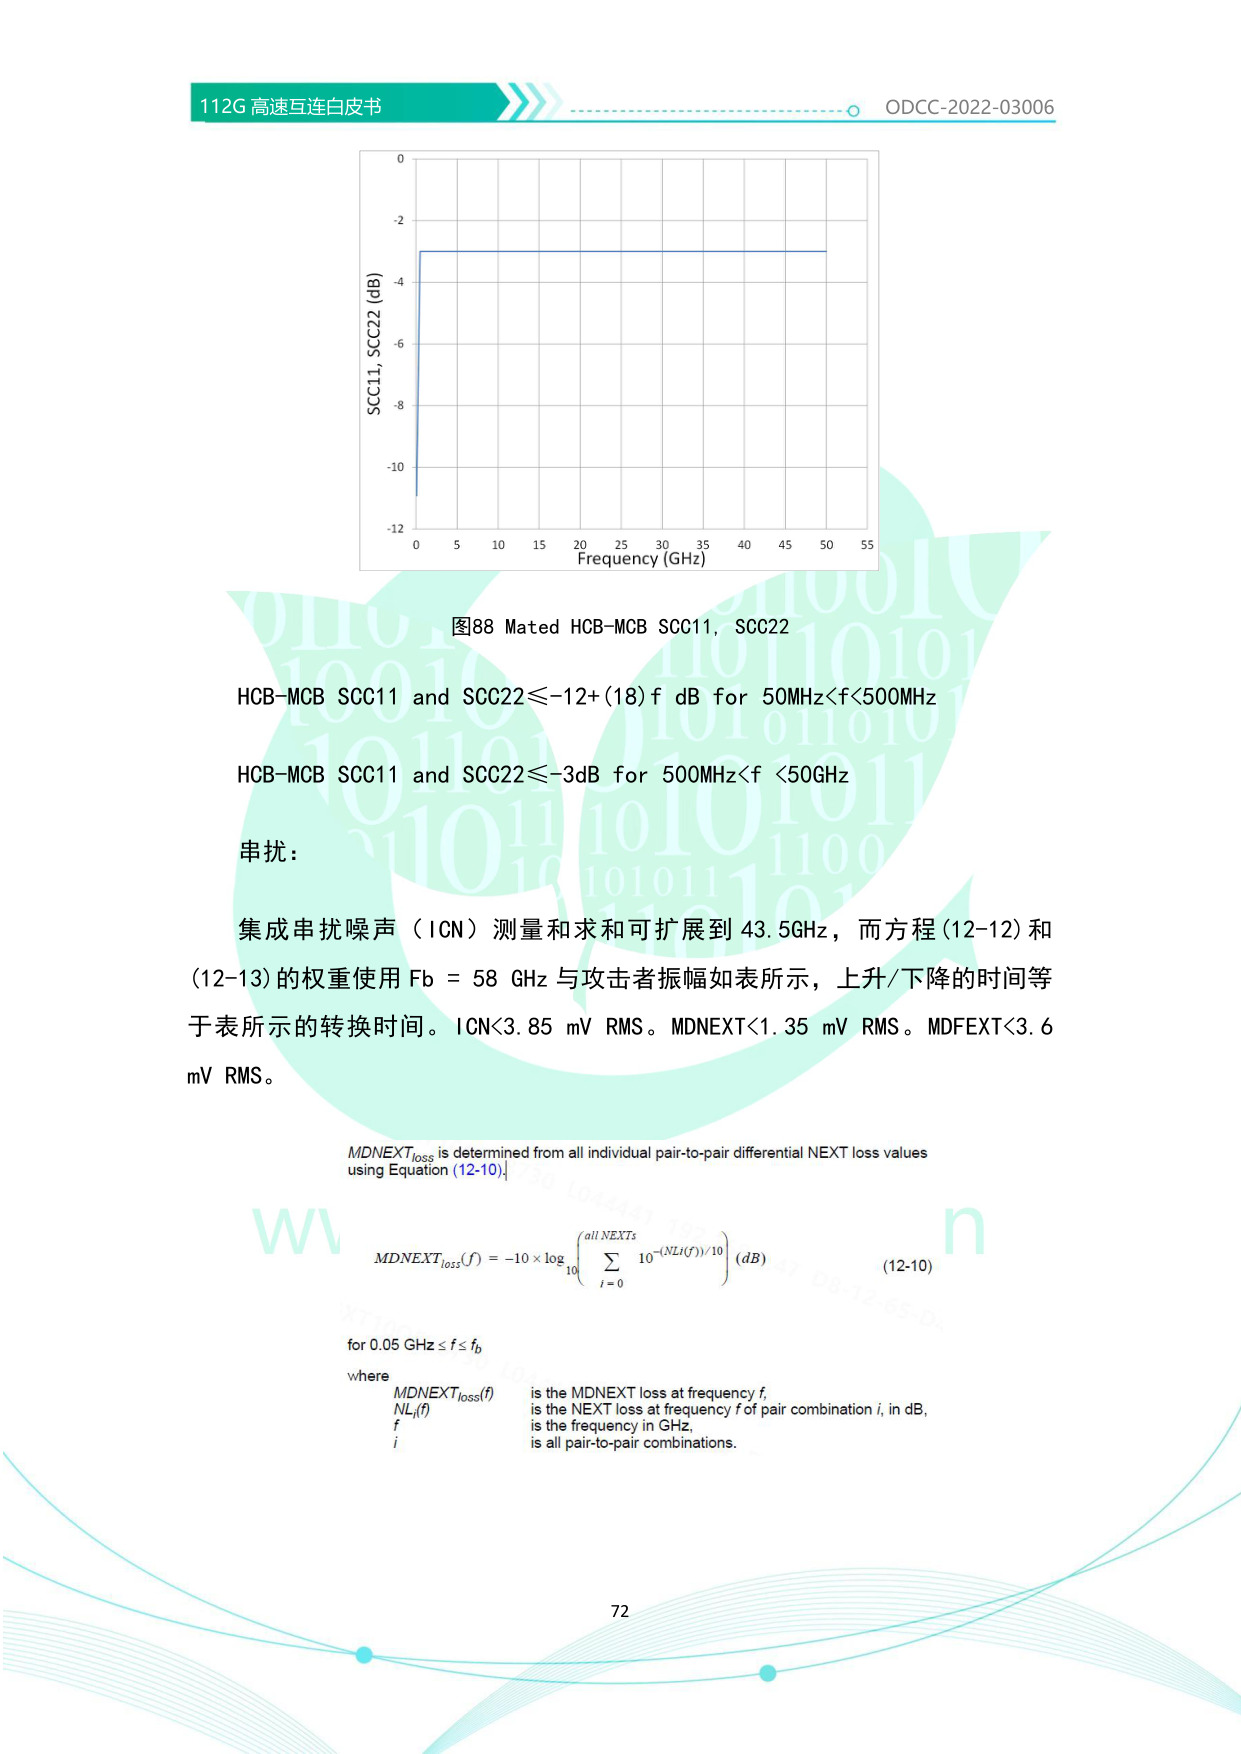 112G 高速互连白皮书
ODCC-2022-03006
0
-2
-4
-6
-8
-10
-12
SCC11, SCC22 (dB)
0 5 10 15 20 25 30 35 40 45 50 55
Frequency (GHz)
图88 Mated HCB-MCB SCC11, SCC22
HCB-MCB SCC11 and SCC22≤-12+(18)f dB for 50MHz<f<500MHz
HCB-MCB SCC11 and SCC22≤-3dB for 500MHz<f <50GHz
串扰：
集成串扰噪声（ICN）测量和求和可扩展到 43.5GHz，而方程(12-12)和
(12-13)的权重使用 Fb = 58 GHz 与攻击者振幅如表所示，上升/下降的时间等
于表所示的转换时间。ICN<3.85 mV RMS。MDNEXT<1.35 mV RMS。MDFEXT<3.6
mV RMS。
MDNEXTloss is determined from all individual pair-to-pair differential NEXT loss values
using Equation (12-10).
MDNEXTloss(f) = −10 × log10(∑ all NEXTs i = 0 10^−(NLi(f))/10) (dB) (12-10)
for 0.05 GHz ≤ f ≤ fb
where
MDNEXTloss(f) is the MDNEXT loss at frequency f,
NLi(f) is the NEXT loss at frequency f of pair combination i, in dB,
f is the frequency in GHz,
i is all pair-to-pair combinations.
72